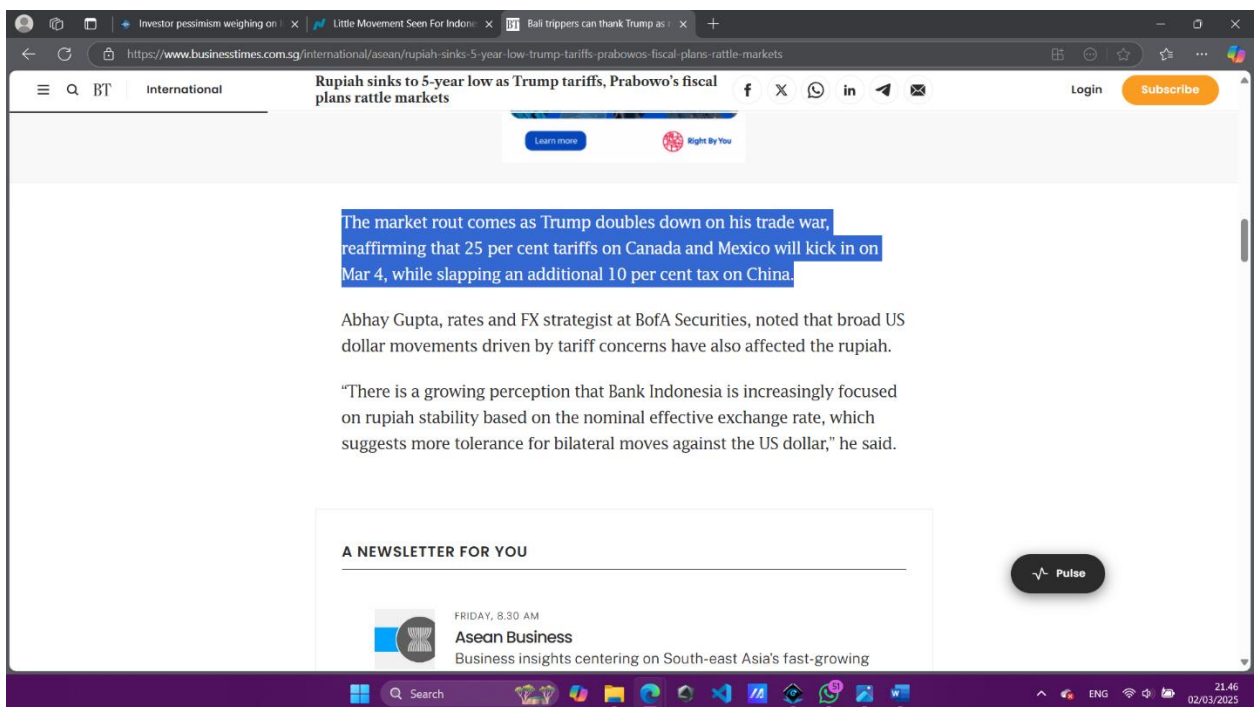 Investor pessimism weighing on
Little Movement Seen For Indone
BT Bali trippers can thank Trump as
https://www.businesstimes.com.sg/international/asean/rupiah-sinks-5-year-low-trump-tariffs-prabowos-fiscal-plans-rattle-markets
BT
International
Rupiah sinks to 5-year low as Trump tariffs, Prabowo's fiscal
plans rattle markets
Login
Subscribe
Learn more
Right By You
The market rout comes as Trump doubles down on his trade war,
reaffirming that 25 per cent tariffs on Canada and Mexico will kick in on
Mar 4, while slapping an additional 10 per cent tax on China.
Abhay Gupta, rates and FX strategist at BofA Securities, noted that broad US
dollar movements driven by tariff concerns have also affected the rupiah.
“There is a growing perception that Bank Indonesia is increasingly focused
on rupiah stability based on the nominal effective exchange rate, which
suggests more tolerance for bilateral moves against the US dollar,” he said.
A NEWSLETTER FOR YOU
FRIDAY, 8.30 AM
Asean Business
Business insights centering on South-east Asia's fast-growing
Pulse
Search
51
ENG
21.46
02/03/2025